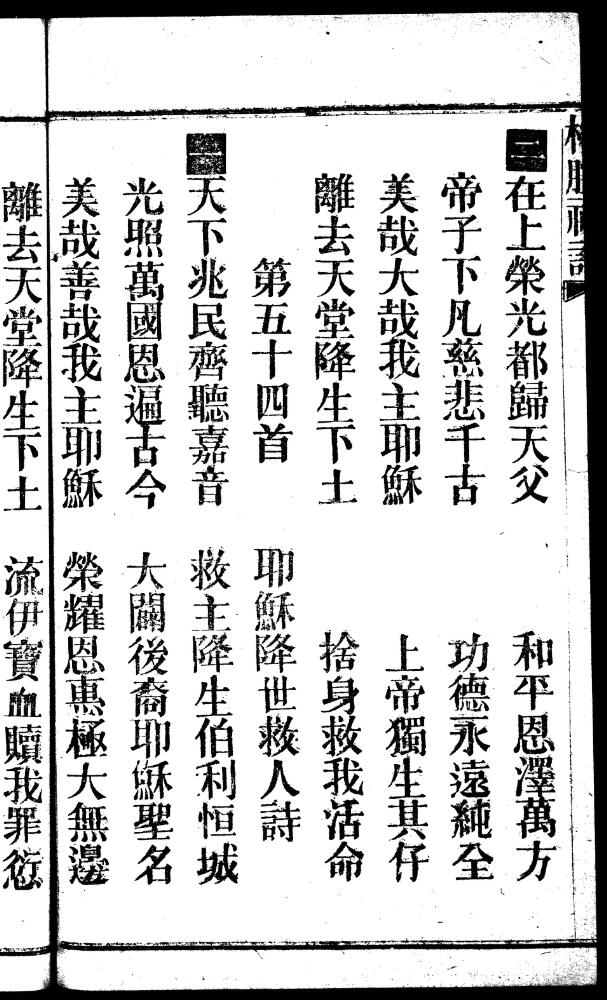 二 在上榮光都歸天父 和平恩澤萬方
帝子下凡慈悲千古 功德永遠純全
美哉大哉我主耶穌 上帝獨生其仔
離去天堂降生下土 捨身救我活命
第五十四首 耶穌降世救人詩
一 天下兆民齊聽嘉音 救主降生伯利恒城
光照萬國恩遍古今 大闢後裔耶穌聖名
美哉善哉我主耶穌 榮耀恩惠極大無邊
離去天堂降生下土 流伊寶血贖我罪愆